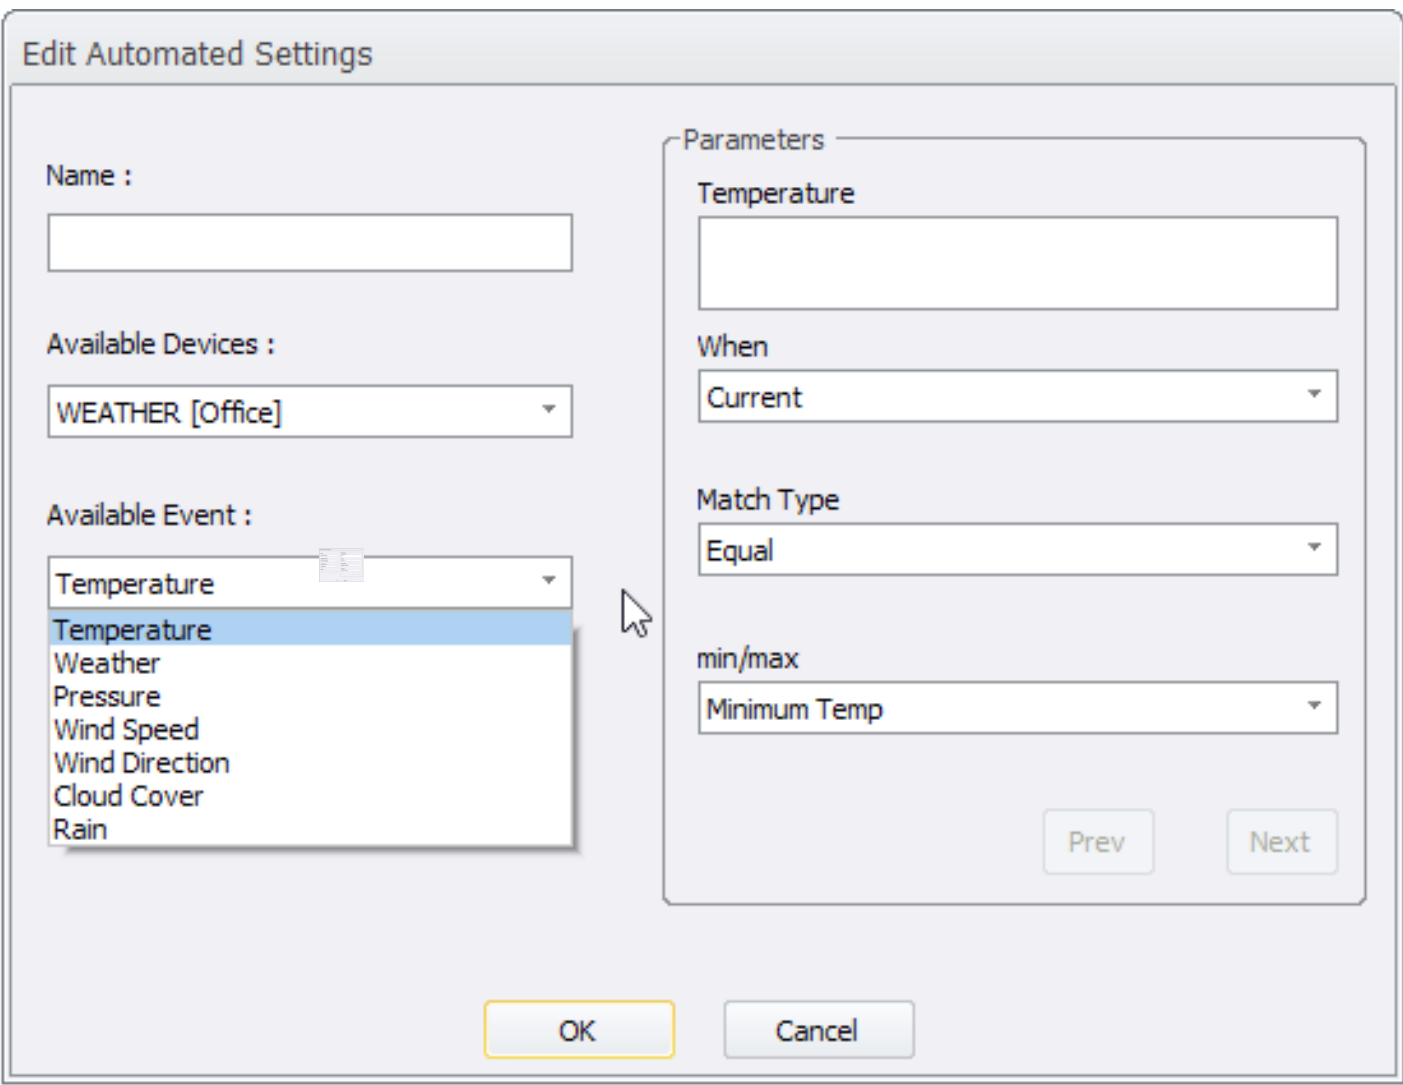 Edit Automated Settings
Name :
Available Devices :
WEATHER [Office]
Available Event :
Temperature
Temperature
Weather
Pressure
Wind Speed
Wind Direction
Cloud Cover
Rain
Parameters
Temperature
When
Current
Match Type
Equal
min/max
Minimum Temp
Prev
Next
OK
Cancel